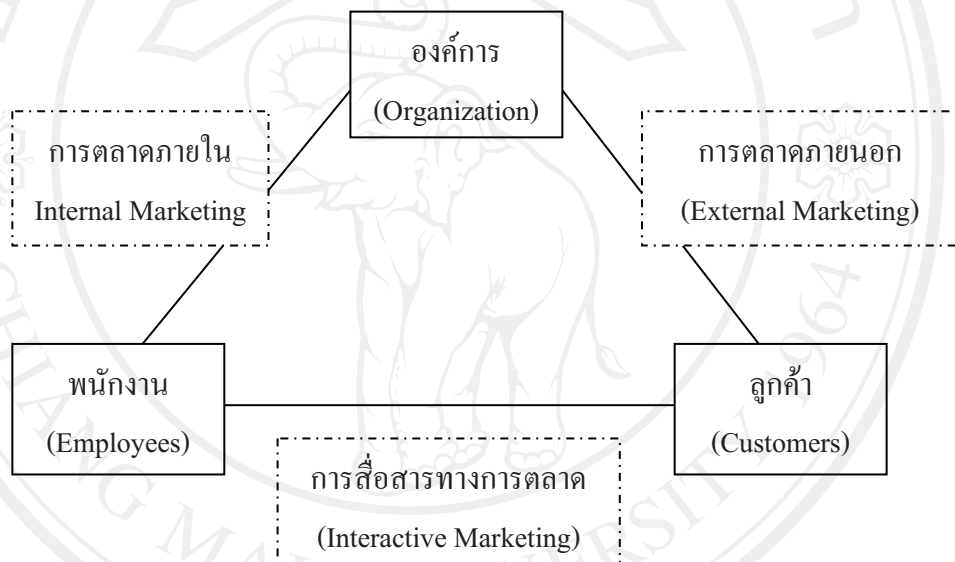 องค์การ
(Organization)
การตลาดภายใน
Internal Marketing
การตลาดภายนอก
(External Marketing)
พนักงาน
(Employees)
ลูกค้า
(Customers)
การสื่อสารทางการตลาด
(Interactive Marketing)
1964